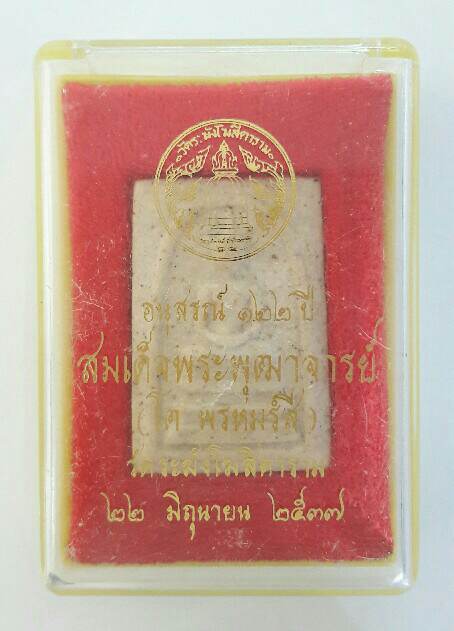 วัดระฆังโฆสิตาราม
อนุสรณ์ ๑๒๒ ปี
สมเด็จพระพุฒาจารย์
(โต พรหมรังสี)
วัดระฆังโฆสิตาราม
๒๒ มิถุนายน ๒๕๓๗